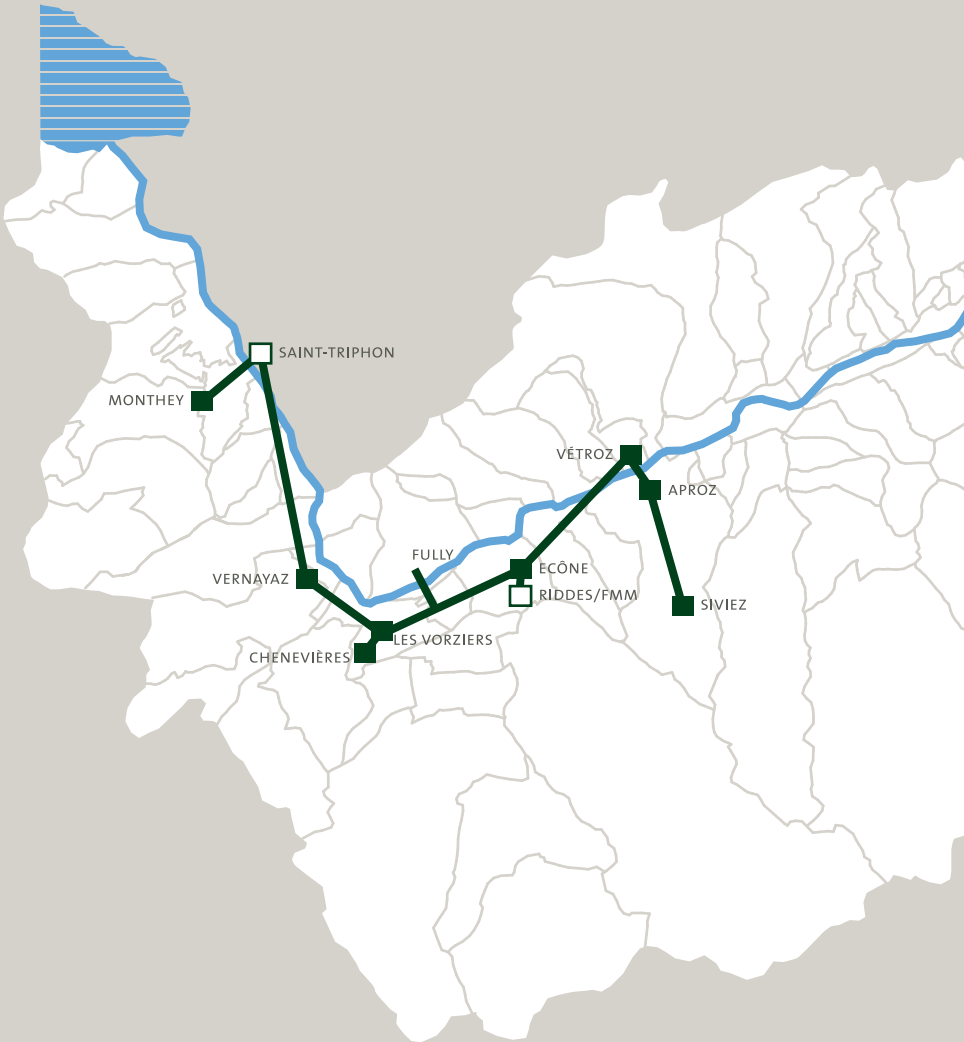 SAINT-TRIPHON
MONTHEY
VÉTROZ
APROZ
FULLY
ECÔNE
VERNAYAZ
RIDDES/FMM
SIVIEZ
LES VORZIERS
CHENEVIÈRES